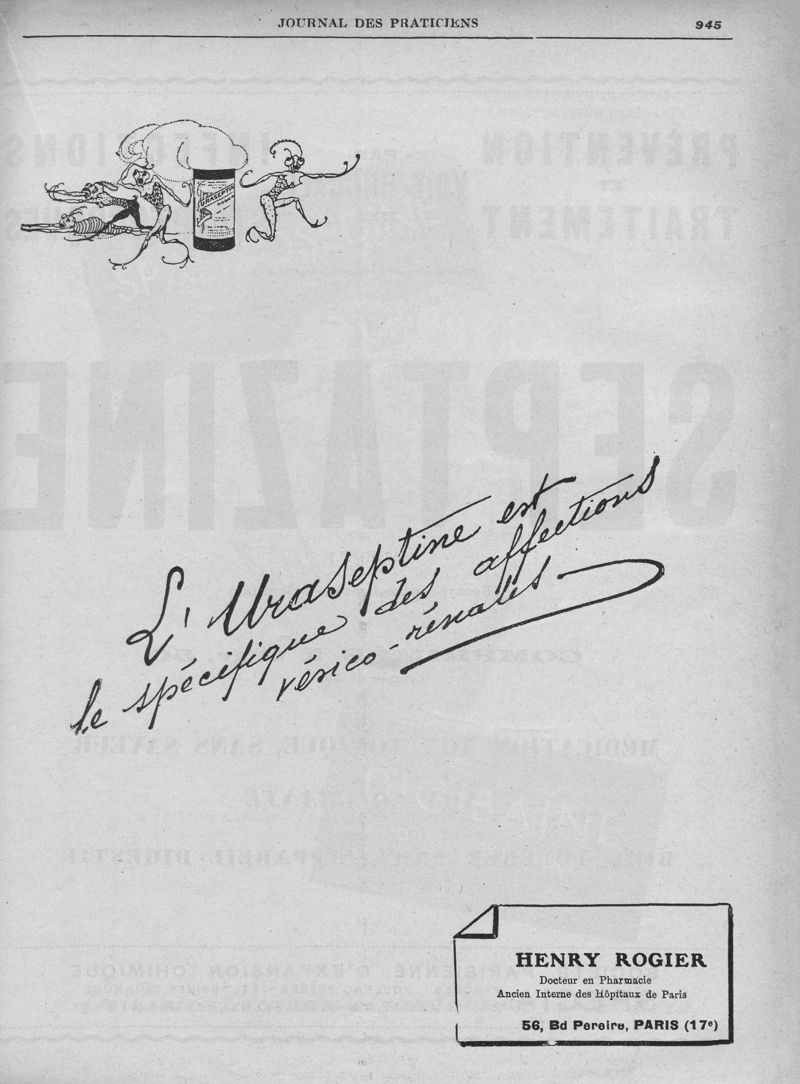 JOURNAL DES PRATICIENS 945
URASEPTINE
L'Uraseptine est
le spécifique des affections
vésico-rénales
HENRY ROGIER
Docteur en Pharmacie
Ancien Interne des Hôpitaux de Paris
56, Bd Pereire, PARIS (17e)